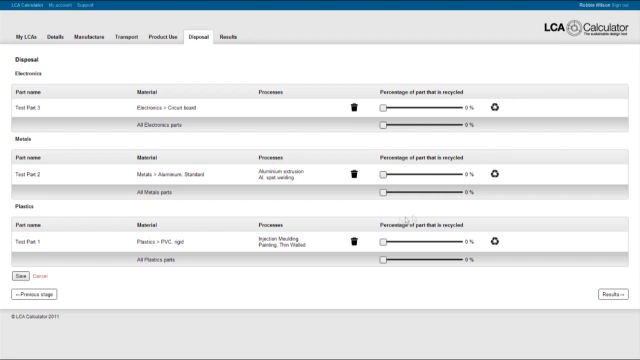 LCA Calculator My account Support Robbie Wilson Sign out
LCA Calculator
The sustainable design tool
My LCAs Details Manufacture Transport Product Use Disposal Results
Disposal
Electronics
Part name Material Processes Percentage of part that is recycled
Test Part 3 Electronics > Circuit board 0 %
All Electronics parts 0 %
Metals
Part name Material Processes Percentage of part that is recycled
Test Part 2 Metals > Aluminium, Standard Aluminium extrusion 0 %
Al. spot welding
All Metals parts 0 %
Plastics
Part name Material Processes Percentage of part that is recycled
Test Part 1 Plastics > PVC, rigid Injection Moulding 0 %
Painting, Thin Walled
All Plastics parts 0 %
Save Cancel
←Previous stage Results→
© LCA Calculator 2011